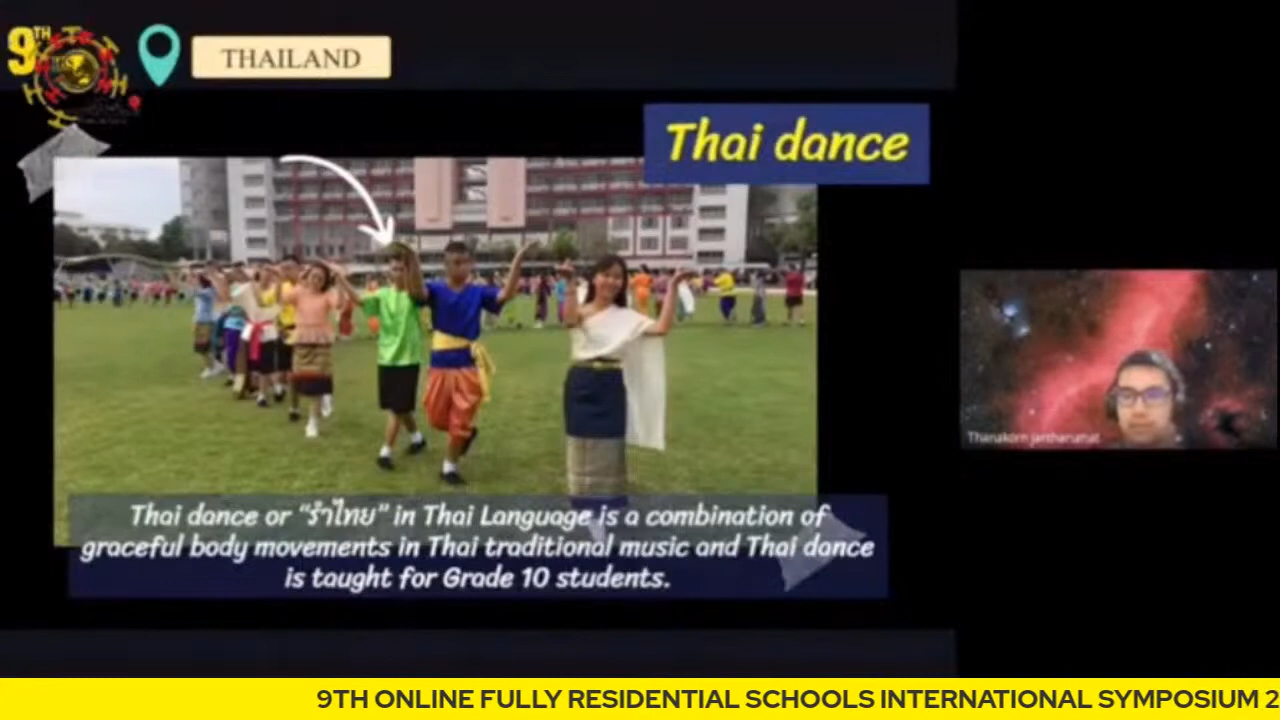 9TH
THAILAND
Thai dance
Thai dance or “รำไทย” in Thai Language is a combination of
graceful body movements in Thai traditional music and Thai dance
is taught for Grade 10 students.
Thanakorn
9TH ONLINE FULLY RESIDENTIAL SCHOOLS INTERNATIONAL SYMPOSIUM 2